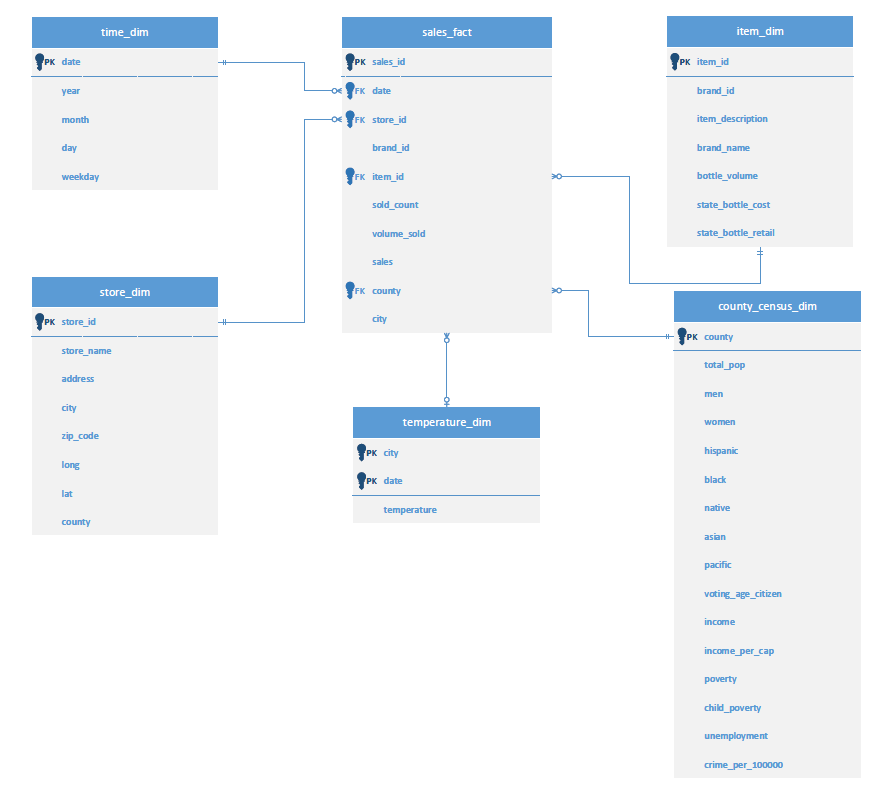 time_dim
PK date
year
month
day
weekday
sales_fact
PK sales_id
FK date
FK store_id
brand_id
FK item_id
sold_count
volume_sold
sales
FK county
city
item_dim
PK item_id
brand_id
item_description
brand_name
bottle_volume
state_bottle_cost
state_bottle_retail
store_dim
PK store_id
store_name
address
city
zip_code
long
lat
county
temperature_dim
PK city
PK date
temperature
county_census_dim
PK county
total_pop
men
women
hispanic
black
native
asian
pacific
voting_age_citizen
income
income_per_cap
poverty
child_poverty
unemployment
crime_per_100000